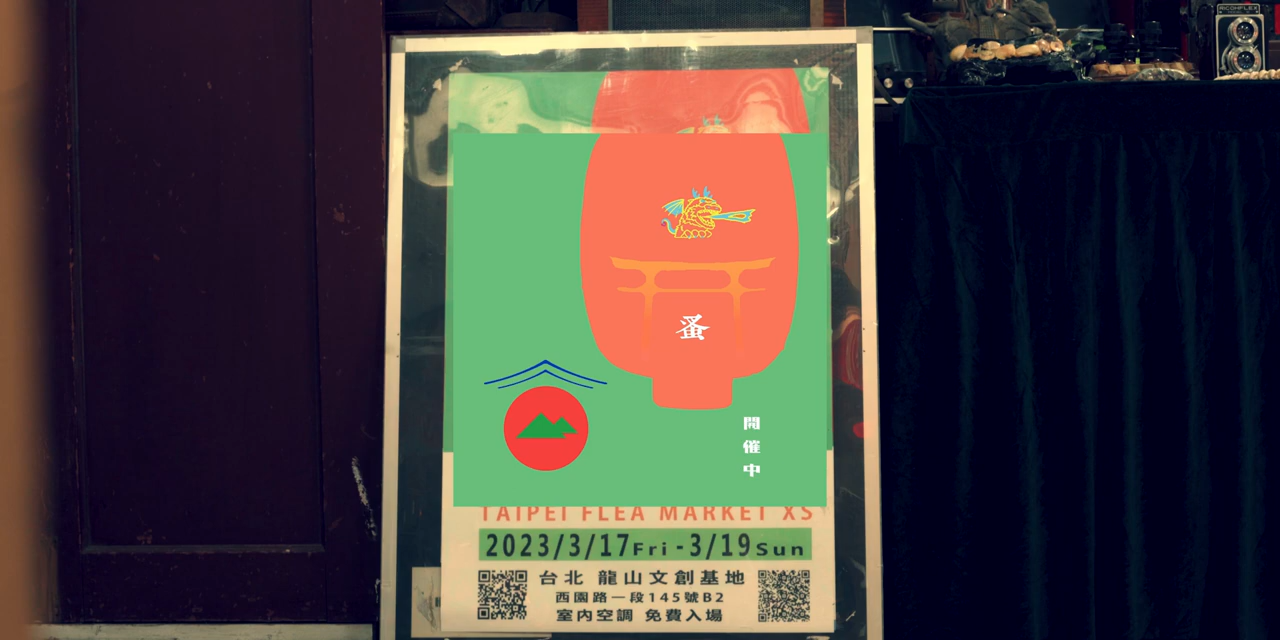 RICOHFLEX
蚤
開
催
中
TAIPEI FLEA MARKET XS
2023/3/17Fri-3/19Sun
台北 龍山文創基地
西園路一段145號B2
室內空調 免費入場